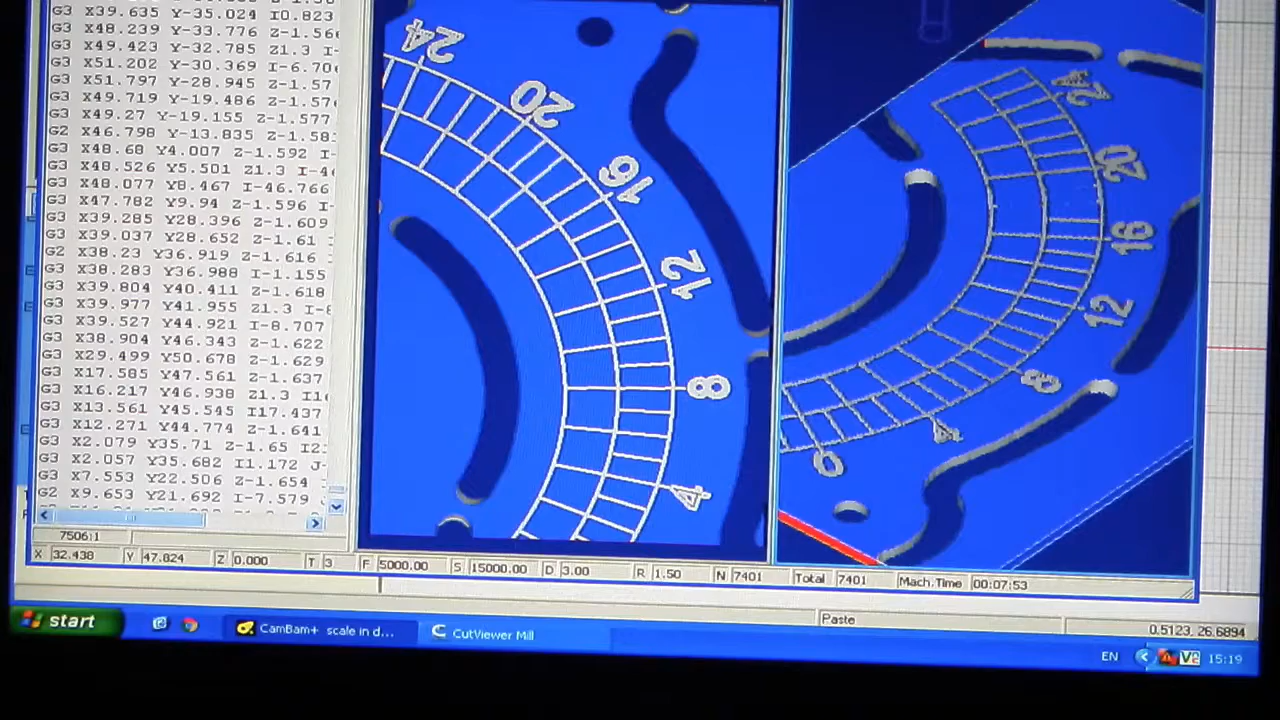 G3 X39.635 Y-35.024 I0.823
G3 X48.239 Y-33.776 Z-1.56
G3 X49.423 Y-32.785 Z1.3 I-
G3 X51.202 Y-30.369 I-6.70
G3 X51.797 Y-28.945 Z-1.57
G3 X49.719 Y-19.486 Z-1.57
G3 X49.27 Y-19.155 Z-1.577
G2 X46.798 Y-13.835 Z-1.58
G3 X48.68 Y4.007 Z-1.592 I-
G3 X48.526 Y5.501 Z1.3 I-4
G3 X48.077 Y8.467 I-46.766
G3 X47.782 Y9.94 Z-1.596 I-
G3 X39.285 Y28.396 Z-1.609
G3 X39.037 Y28.652 Z-1.61
G2 X38.23 Y36.919 Z-1.616
G3 X38.283 Y36.988 I-1.155
G3 X39.804 Y40.411 Z-1.618
G3 X39.977 Y41.955 Z1.3 I-8
G3 X39.527 Y44.921 I-8.707
G3 X38.904 Y46.343 Z-1.622
G3 X29.499 Y50.678 Z-1.629
G3 X17.585 Y47.561 Z-1.637
G3 X16.217 Y46.938 Z1.3 I1
G3 X13.561 Y45.545 I17.437
G3 X12.271 Y44.774 Z-1.641
G3 X2.079 Y35.71 Z-1.65 I2
G3 X2.057 Y35.682 I1.172 J-
G3 X7.553 Y22.506 Z-1.654
G2 X9.653 Y21.692 I-7.579
7506:1
24
20
16
12
8
4
24
20
16
12
8
4
0
X 32.438 Y 47.824 Z 0.000 T 3 F 5000.00 S 15000.00 D 3.00 R 1.50 N 7401 Total 7401 Mach.Time 00:07:53
Paste 0.5123, 26.6894
start CamBam+ scale in d... CutViewer Mill EN 15:19